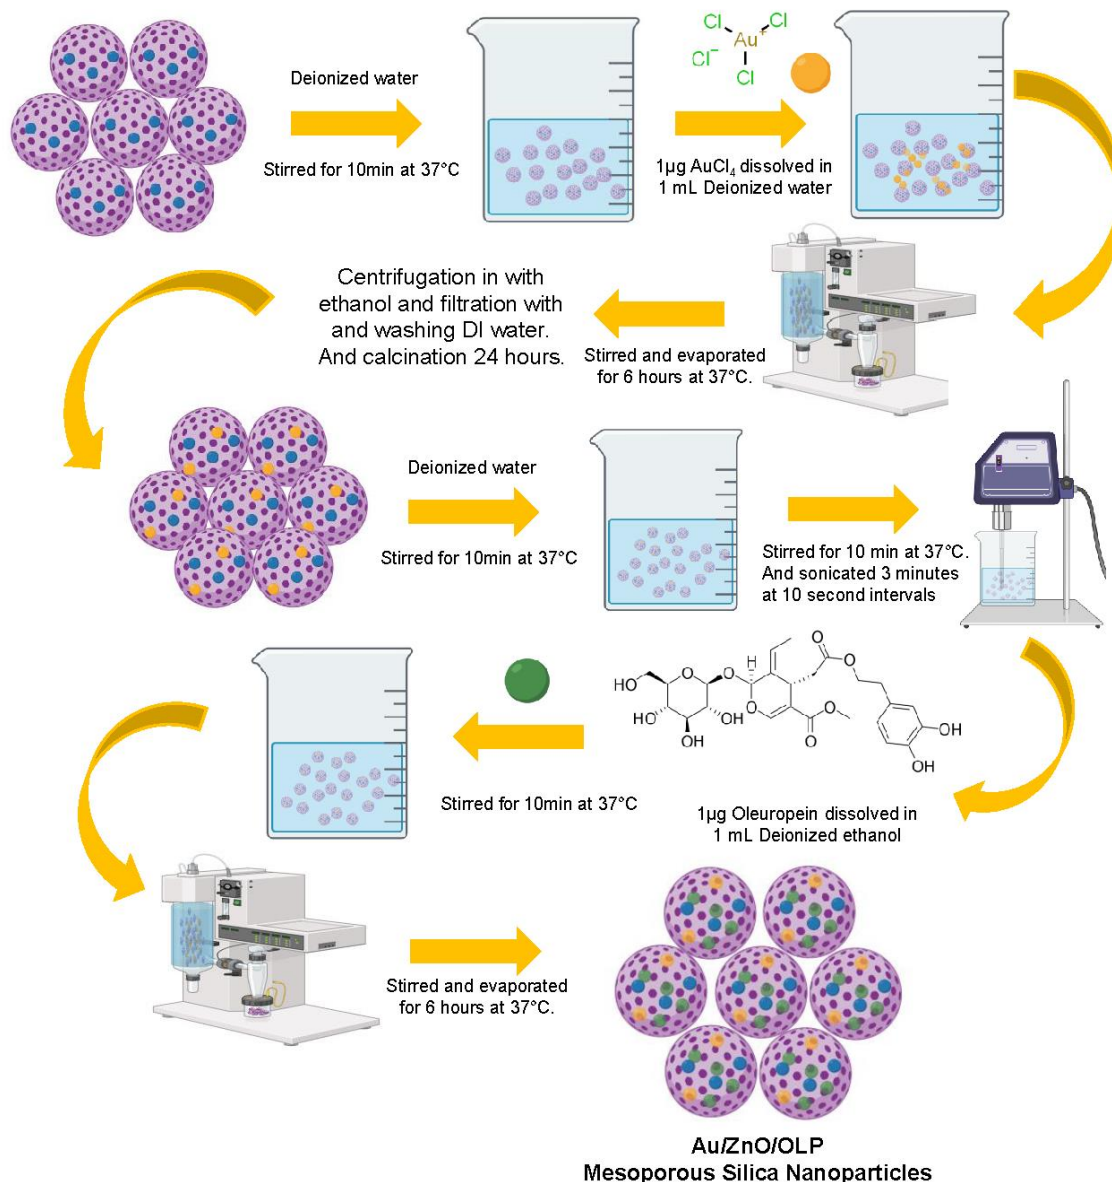 Deionized water
Stirred for 10min at 37°C
Cl
Cl
Au+
Cl-
Cl
1µg AuCl4 dissolved in
1 mL Deionized water
Stirred and evaporated
for 6 hours at 37°C.
Centrifugation in with
ethanol and filtration with
and washing DI water.
And calcination 24 hours.
Deionized water
Stirred for 10min at 37°C
Stirred for 10 min at 37°C.
And sonicated 3 minutes
at 10 second intervals
HO
O
O
H
O
O
HO
OH
OH
O
O
O
OH
OH
1µg Oleuropein dissolved in
1 mL Deionized ethanol
Stirred for 10min at 37°C
Stirred and evaporated
for 6 hours at 37°C.
Au/ZnO/OLP
Mesoporous Silica Nanoparticles